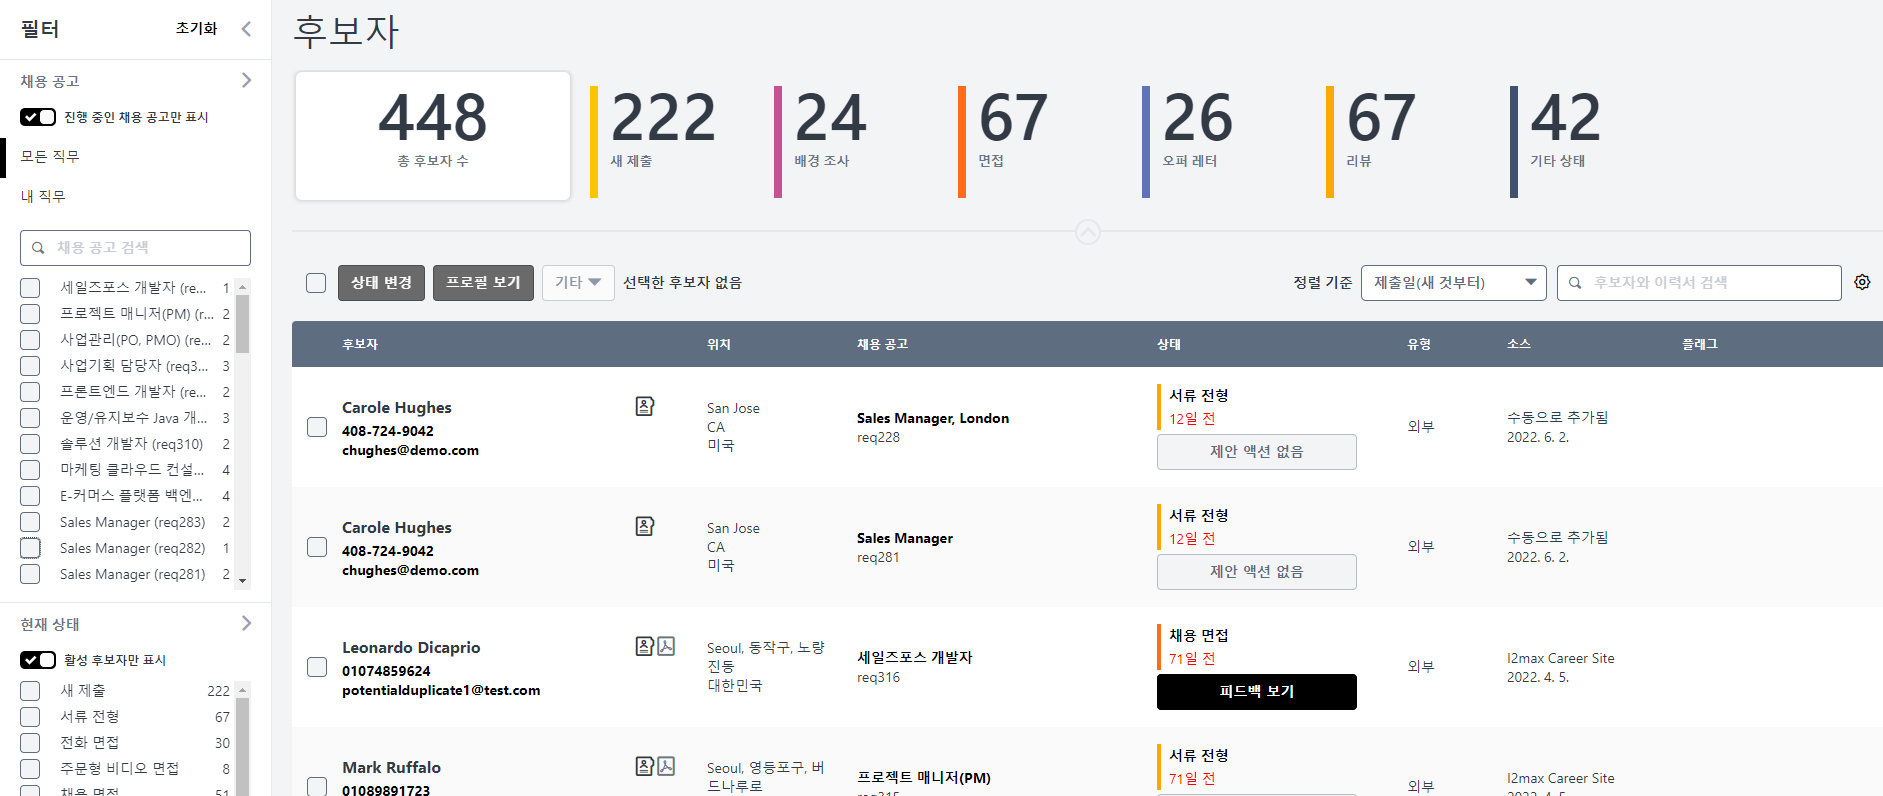 필터
초기화
채용 공고
진행 중인 채용 공고만 표시
모든 직무
내 직무
채용 공고 검색
세일즈포스 개발자 (re... 1
프로젝트 매니저(PM) (r... 2
사업관리(PO, PMO) (re... 2
사업기획 담당자 (req3... 3
프론트엔드 개발자 (re... 2
운영/유지보수 Java 개... 3
솔루션 개발자 (req310) 2
마케팅 클라우드 컨설... 4
E-커머스 플랫폼 백엔... 4
Sales Manager (req283) 2
Sales Manager (req282) 1
Sales Manager (req281) 2
현재 상태
활성 후보자만 표시
새 제출 222
서류 전형 67
전화 면접 30
주문형 비디오 면접 8
채용 면접 51
후보자
448
총 후보자 수
222
새 제출
24
배경 조사
67
면접
26
오퍼 레터
67
리뷰
42
기타 상태
상태 변경 프로필 보기 기타 선택한 후보자 없음
정렬 기준 제출일(새 것부터) 후보자와 이력서 검색
후보자 위치 채용 공고 상태 유형 소스 플래그
Carole Hughes
408-724-9042
chughes@demo.com
San Jose
CA
미국
Sales Manager, London
req228
서류 전형
12일 전
제안 액션 없음
외부
수동으로 추가됨
2022. 6. 2.
Carole Hughes
408-724-9042
chughes@demo.com
San Jose
CA
미국
Sales Manager
req281
서류 전형
12일 전
제안 액션 없음
외부
수동으로 추가됨
2022. 6. 2.
Leonardo Dicaprio
01074859624
potentialduplicate1@test.com
Seoul, 동작구, 노량
진동
대한민국
세일즈포스 개발자
req316
채용 면접
71일 전
피드백 보기
외부
I2max Career Site
2022. 4. 5.
Mark Ruffalo
01089891723
Seoul, 영등포구, 버
드나루로
프로젝트 매니저(PM)
req315
서류 전형
71일 전
외부
I2max Career Site
2022. 4. 5.